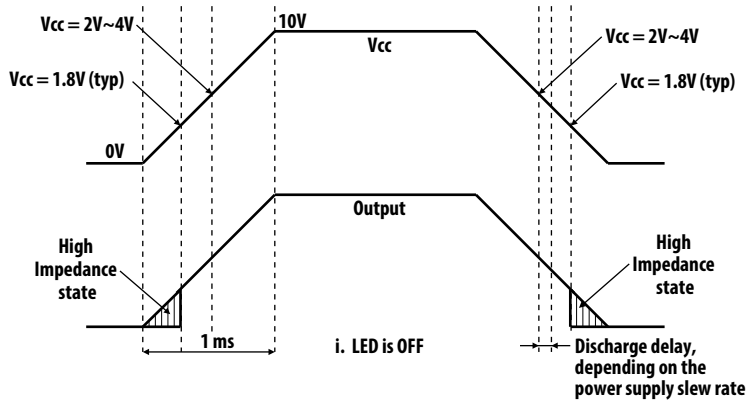 Vcc = 2V~4V
10V
Vcc
Vcc = 2V~4V
Vcc = 1.8V (typ)
Vcc = 1.8V (typ)
0V
Output
High
Impedance
state
High
Impedance
state
1 ms
i. LED is OFF
Discharge delay,
depending on the
power supply slew rate